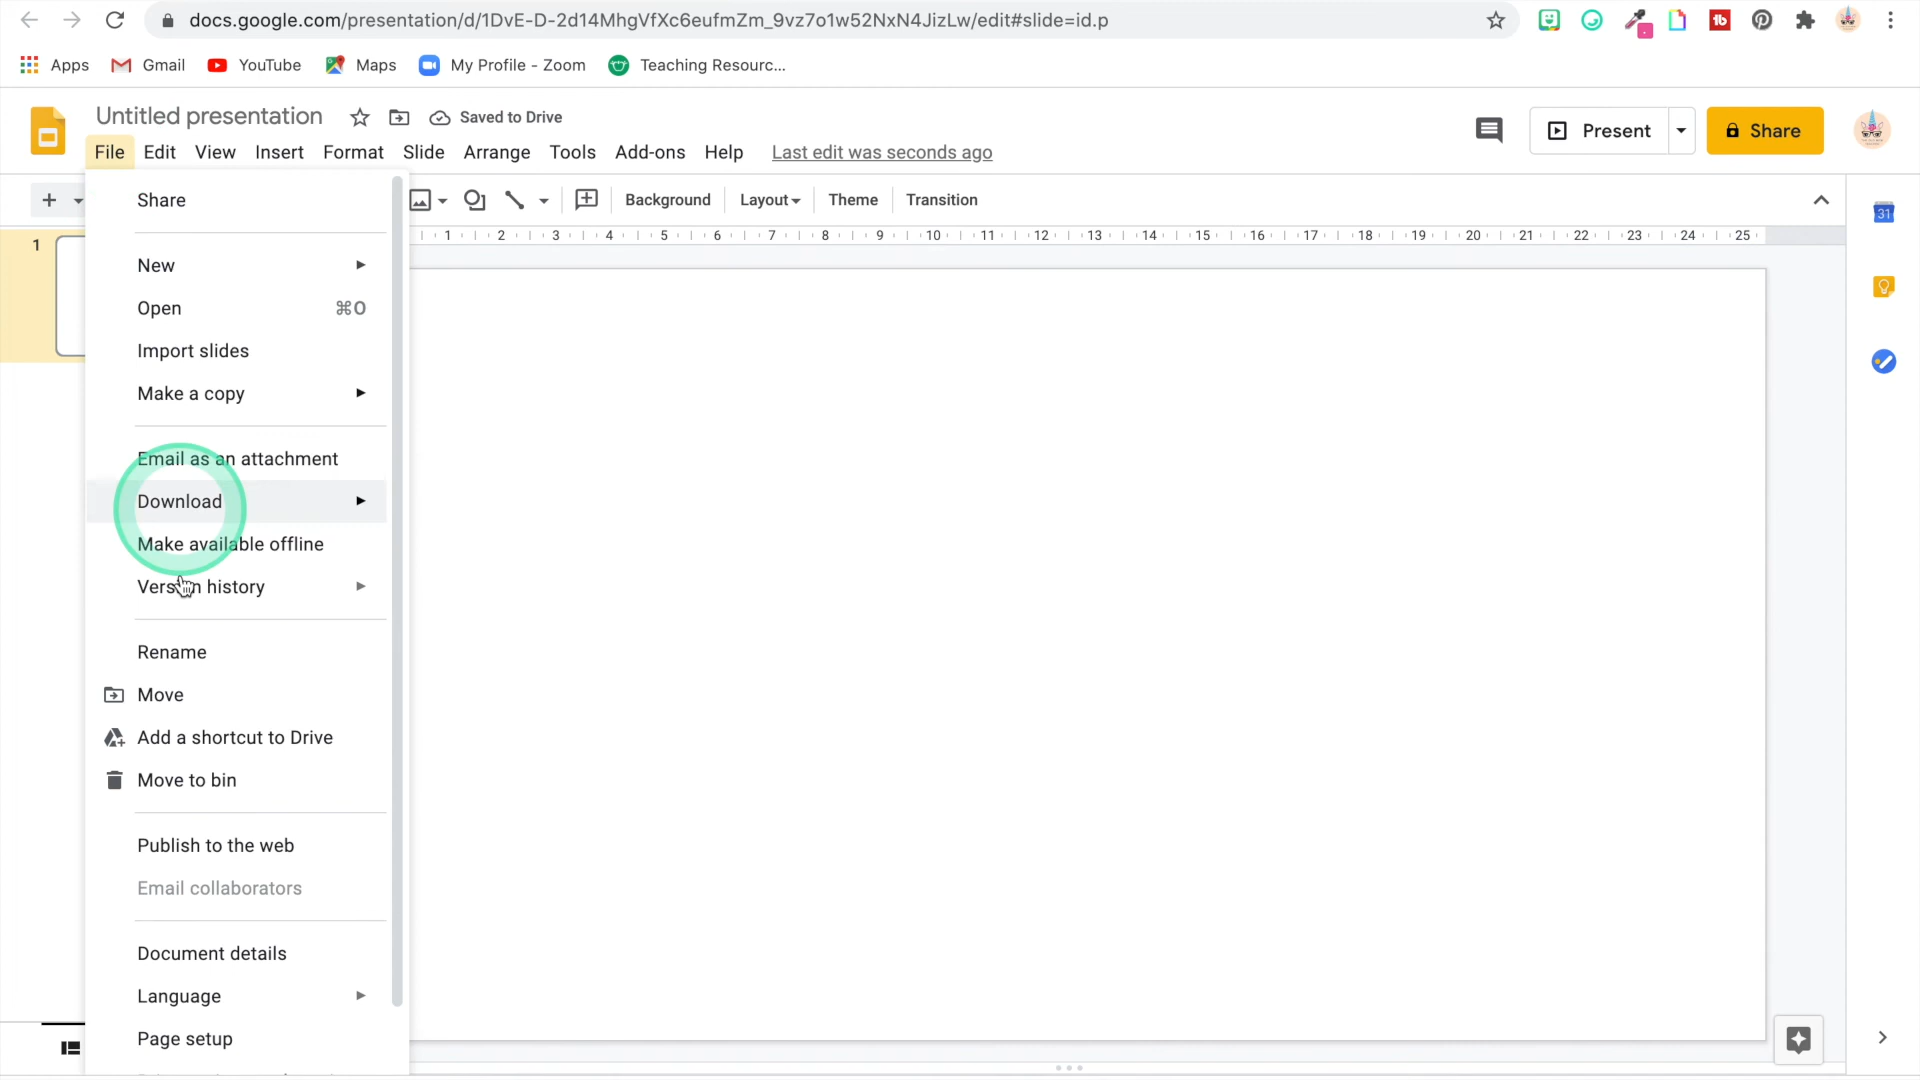 docs.google.com/presentation/d/1DvE-D-2d14MhgVfXc6eufmZm_9vz7o1w52NxN4JizLw/edit#slide=id.p
Apps Gmail YouTube Maps My Profile - Zoom Teaching Resourc...
Untitled presentation Saved to Drive
Present Share
File Edit View Insert Format Slide Arrange Tools Add-ons Help Last edit was seconds ago
Background Layout Theme Transition
1 2 3 4 5 6 7 8 9 10 11 12 13 14 15 16 17 18 19 20 21 22 23 24 25
31
1
Share
New
Open ⌘O
Import slides
Make a copy
Email as an attachment
Download
Make available offline
Version history
Rename
Move
Add a shortcut to Drive
Move to bin
Publish to the web
Email collaborators
Document details
Language
Page setup